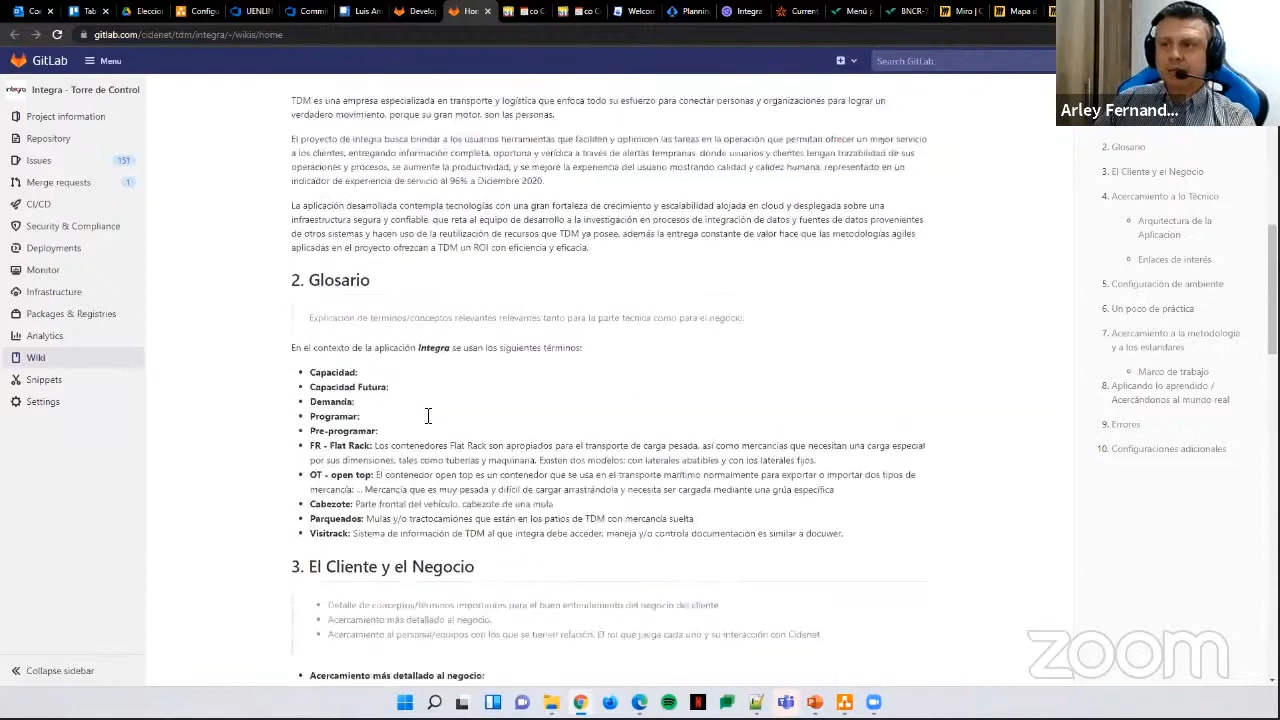 Tab
Eleccion
Configu
UENLIN
Commit
Luis An
Develop
Hom
to C
to C
Welcom
Plannin
Integra
Current
Menú p
BNCR-
Miro | C
Mapa d
gitlab.com/cidenet/tdm/integra/-/wikis/home
GitLab
Menu
Search GitLab
Arley Fernand...
Integra - Torre de Control
Project information
Repository
Issues 151
Merge requests 1
CI/CD
Security & Compliance
Deployments
Monitor
Infrastructure
Packages & Registries
Analytics
Wiki
Snippets
Settings
Collapse sidebar
TDM es una empresa especializada en transporte y logística que enfoca todo su esfuerzo para conectar personas y organizaciones para lograr un
verdadero movimiento, porque su gran motor, son las personas.
El proyecto de integra busca brindar a los usuarios herramientas que faciliten y optimicen las tareas en la operación que permitan ofrecer un mejor servicio
a los clientes, entregando información completa, oportuna y verídica a través de alertas tempranas, donde usuarios y clientes tengan trazabilidad de sus
operaciones y procesos, se aumente la productividad, y se mejore la experiencia del usuario mostrando calidad y calidez humana, representado en un
indicador de experiencia de servicio al 96% a Diciembre 2020.
La aplicación desarrollada contempla tecnologías con una gran fortaleza de crecimiento y escalabilidad alojada en cloud y desplegada sobre una
infraestructura segura y confiable, que reta al equipo de desarrollo a la investigación en procesos de integración de datos y fuentes de datos provenientes
de otros sistemas y hacen uso de la reutilización de recursos que TDM ya posee, además la entrega constante de valor hace que las metodologías agiles
aplicadas en el proyecto ofrezcan a TDM un ROI con eficiencia y eficacia.
2. Glosario
Explicación de términos/conceptos relevantes relevantes tanto para la parte técnica como para el negocio.
En el contexto de la aplicación Integra se usan los siguientes términos:
Capacidad:
Capacidad Futura:
Demanda:
Programar:
Pre-programar:
FR - Flat Rack: Los contenedores Flat Rack son apropiados para el transporte de carga pesada, así como mercancías que necesitan una carga especial
por sus dimensiones, tales como tuberías y maquinaria. Existen dos modelos: con laterales abatibles y con los laterales fijos.
OT - open top: El contenedor open top es un contenedor que se usa en el transporte marítimo normalmente para exportar o importar dos tipos de
mercancía: ... Mercancía que es muy pesada y difícil de cargar arrastrándola y necesita ser cargada mediante una grúa específica
Cabezote: Parte frontal del vehículo, cabezote de una mula
Parqueados: Mulas y/o tractocamiones que están en los patios de TDM con mercancía suelta
Visitrack: Sistema de información de TDM al que integra debe acceder, maneja y/o controla documentación es similar a docuwer.
3. El Cliente y el Negocio
Detalle de conceptos/términos importantes para el buen entendimiento del negocio del cliente
Acercamiento más detallado al negocio.
Acercamiento al personal/equipos con los que se tienen relación. El rol que juega cada uno y su interacción con Cidenet
Acercamiento más detallado al negocio:
2. Glosario
3. El Cliente y el Negocio
4. Acercamiento a lo Técnico
Arquitectura de la
Aplicacion
Enlaces de interés
5. Configuración de ambiente
6. Un poco de práctica
7. Acercamiento a la metodología
y a los estandares
Marco de trabajo
8. Aplicando lo aprendido /
Acercándonos al mundo real
9. Errores
10. Configuraciones adicionales
zoom